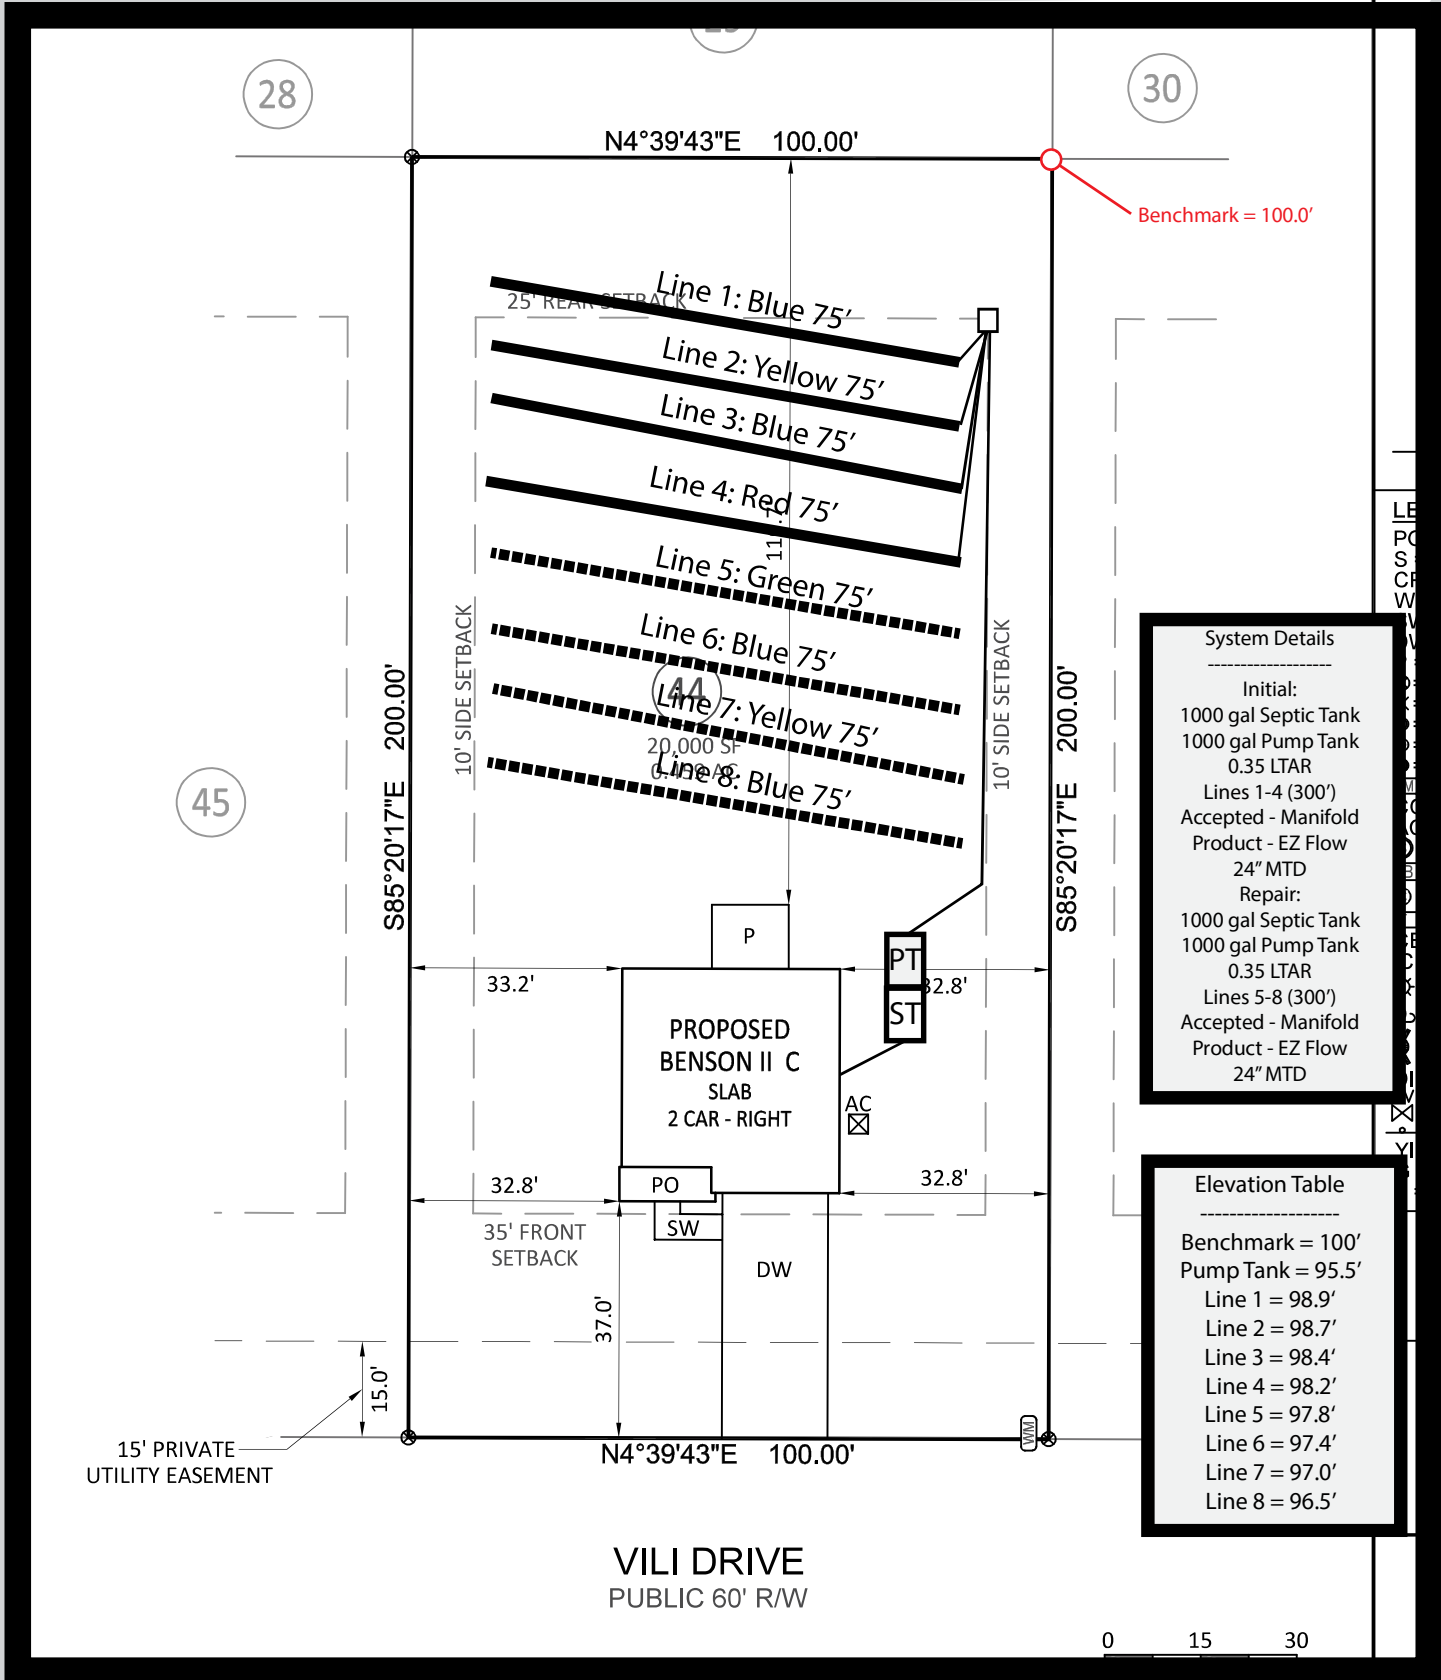 28
30
N4°39'43"E 100.00'
Benchmark = 100.0'
Line 1: Blue 75'
25' REAR SETBACK
Line 2: Yellow 75'
Line 3: Blue 75'
Line 4: Red 75'
Line 5: Green 75'
Line 6: Blue 75'
44
Line 7: Yellow 75'
20,000 SF
Line 8: Blue 75'
10' SIDE SETBACK
10' SIDE SETBACK
S85°20'17"E 200.00'
S85°20'17"E 200.00'
45
P
PT
ST
33.2'
32.8'
PROPOSED
BENSON II C
SLAB
2 CAR - RIGHT
AC
32.8'
PO
32.8'
SW
35' FRONT
SETBACK
DW
37.0'
15.0'
15' PRIVATE
UTILITY EASEMENT
WM
N4°39'43"E 100.00'
VILI DRIVE
PUBLIC 60' R/W
0 15 30
System Details
--------------------
Initial:
1000 gal Septic Tank
1000 gal Pump Tank
0.35 LTAR
Lines 1-4 (300')
Accepted - Manifold
Product - EZ Flow
24" MTD
Repair:
1000 gal Septic Tank
1000 gal Pump Tank
0.35 LTAR
Lines 5-8 (300')
Accepted - Manifold
Product - EZ Flow
24" MTD
Elevation Table
--------------------
Benchmark = 100'
Pump Tank = 95.5'
Line 1 = 98.9'
Line 2 = 98.7'
Line 3 = 98.4'
Line 4 = 98.2'
Line 5 = 97.8'
Line 6 = 97.4'
Line 7 = 97.0'
Line 8 = 96.5'